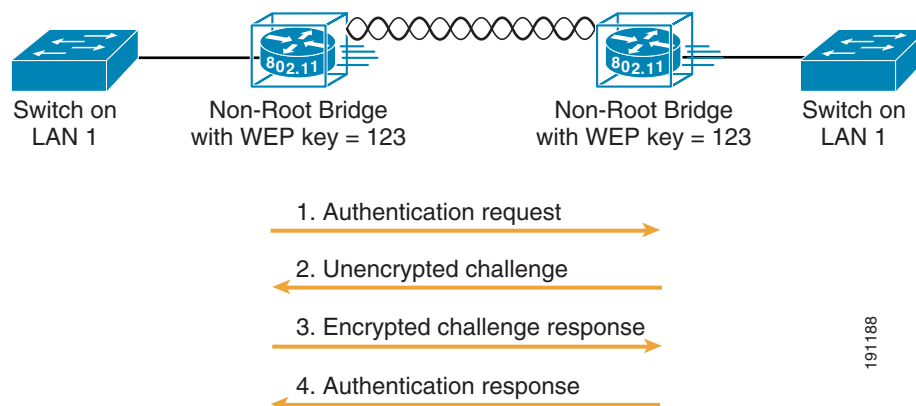 802.11
802.11
Switch on
LAN 1
Non-Root Bridge
with WEP key = 123
Non-Root Bridge
with WEP key = 123
Switch on
LAN 1
1. Authentication request
2. Unencrypted challenge
3. Encrypted challenge response
4. Authentication response
191188